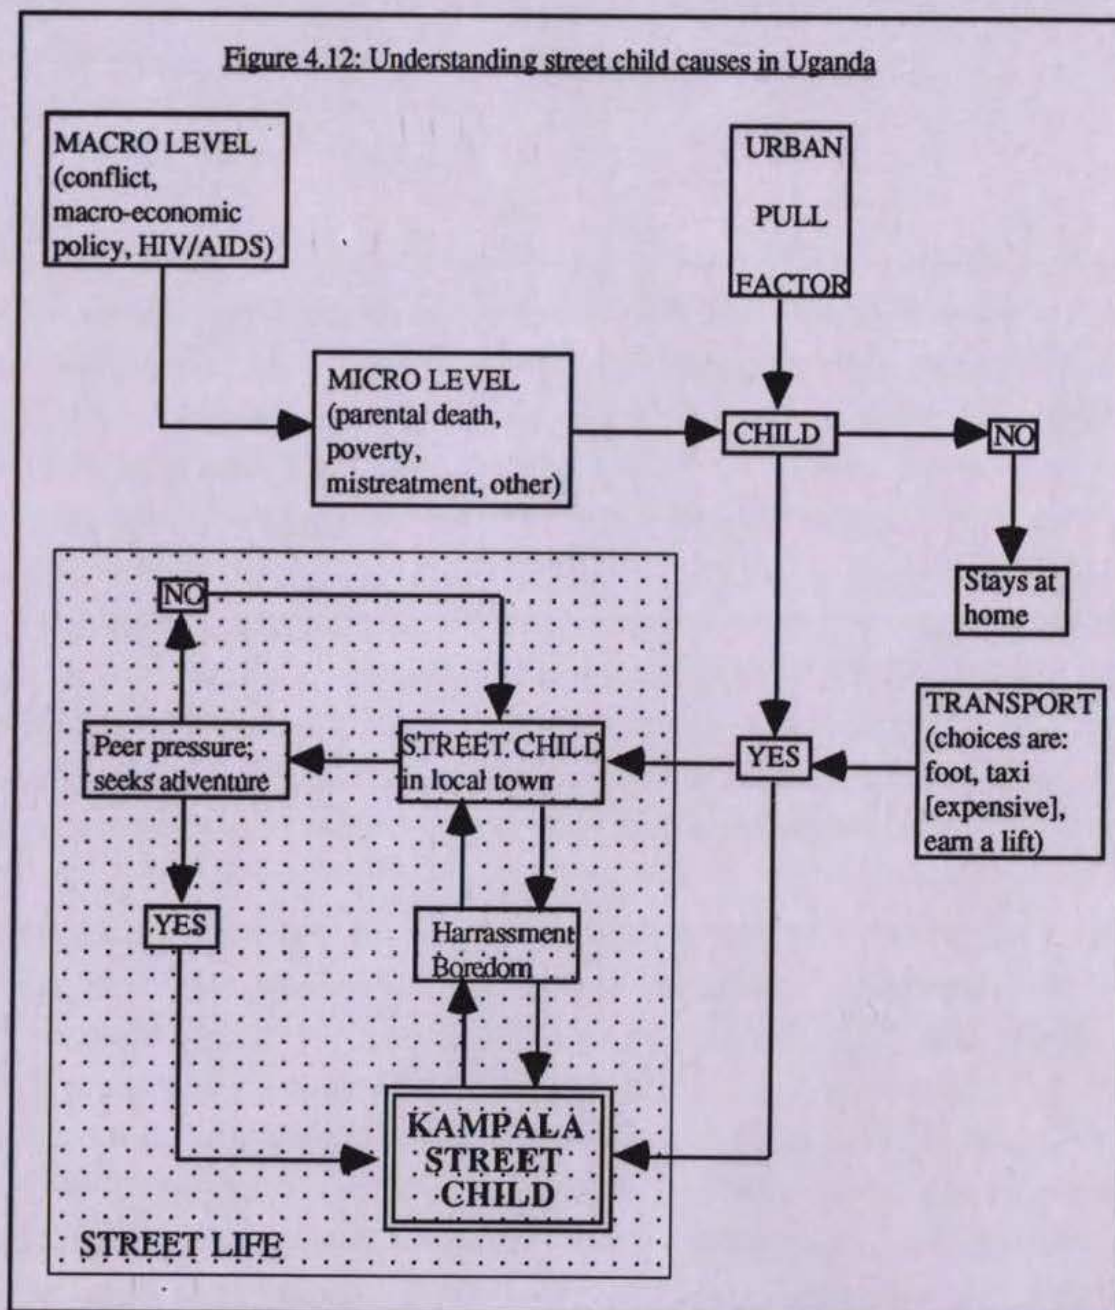 Figure 4.12: Understanding street child causes in Uganda
MACRO LEVEL
(conflict,
macro-economic
policy, HIV/AIDS)
URBAN
PULL
FACTOR
MICRO LEVEL
(parental death,
poverty,
mistreatment, other)
CHILD
NO
Stays at
home
NO
Peer pressure;
seeks adventure
STREET CHILD
in local town
YES
TRANSPORT
(choices are:
foot, taxi
[expensive],
earn a lift)
YES
Harrassment
Boredom
KAMPALA
STREET
CHILD
STREET LIFE